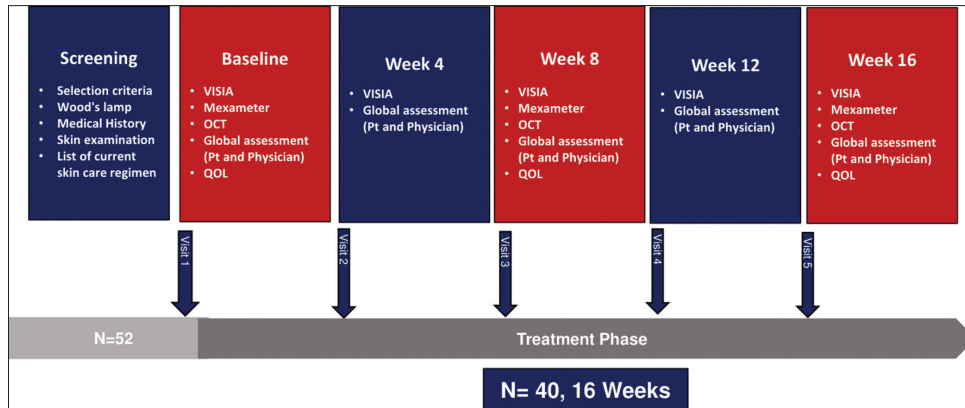 Screening
• Selection criteria
• Wood's lamp
• Medical History
• Skin examination
• List of current
skin care regimen
Baseline
• VISIA
• Mexameter
• OCT
• Global assessment
(Pt and Physician)
• QOL
Week 4
• VISIA
• Global assessment
(Pt and Physician)
Week 8
• VISIA
• Mexameter
• OCT
• Global assessment
(Pt and Physician)
• QOL
Week 12
• VISIA
• Global assessment
(Pt and Physician)
Week 16
• VISIA
• Mexameter
• OCT
• Global assessment
(Pt and Physician)
• QOL
Visit 1
Visit 2
Visit 3
Visit 4
Visit 5
N=52
Treatment Phase
N= 40, 16 Weeks